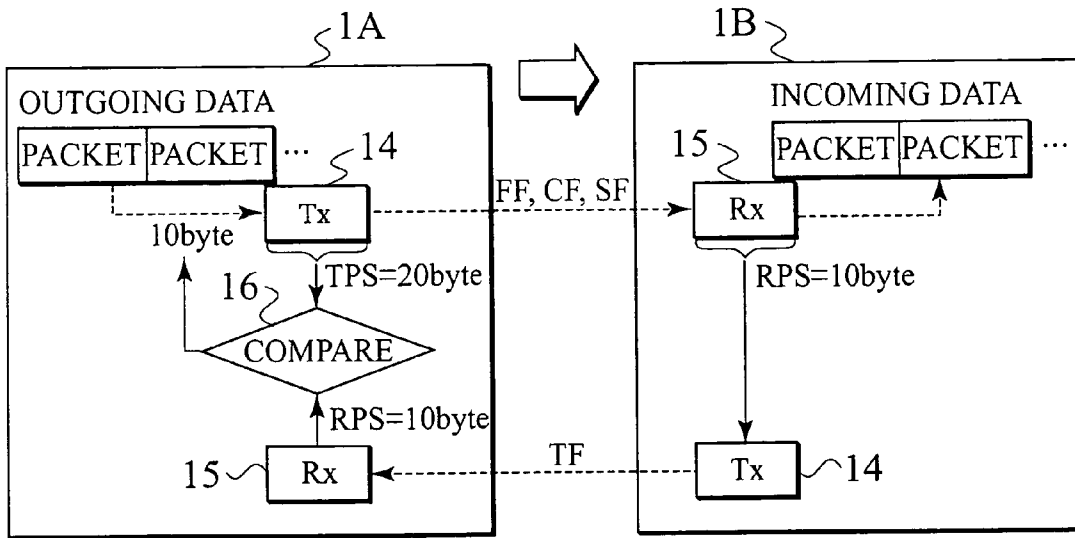 1A
1B
OUTGOING DATA
INCOMING DATA
PACKET PACKET ...
14
15
PACKET PACKET ...
Tx
FF, CF, SF
Rx
10byte
TPS=20byte
RPS=10byte
16
COMPARE
RPS=10byte
TF
15
Rx
Tx
14